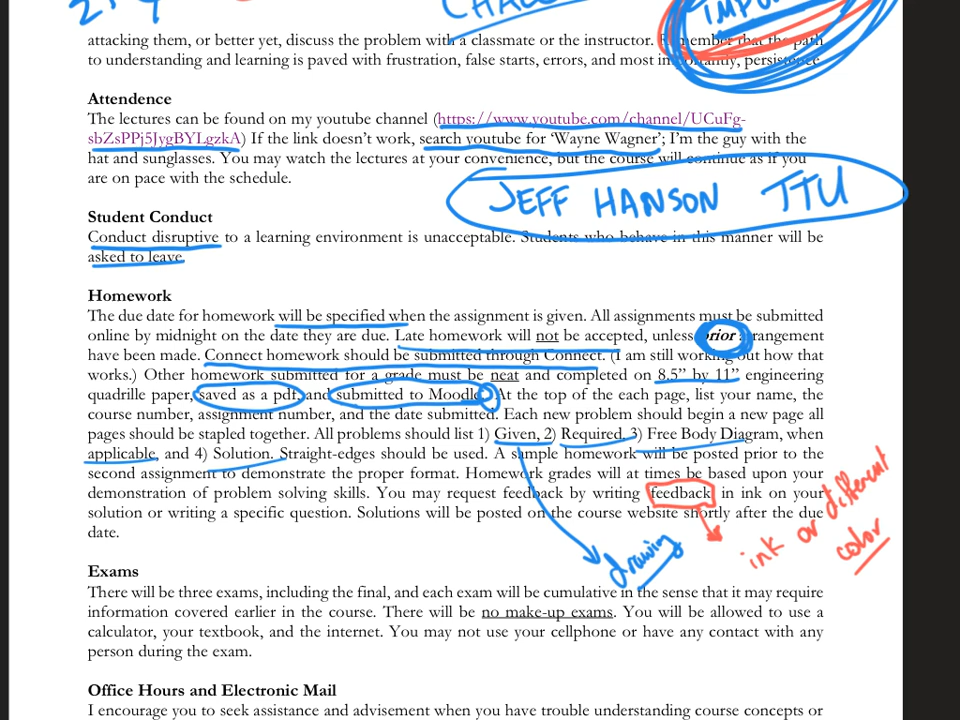 attacking them, or better yet, discuss the problem with a classmate or the instructor. Remember that the path
to understanding and learning is paved with frustration, false starts, errors, and most importantly, persistence
Attendence
The lectures can be found on my youtube channel (https://www.youtube.com/channel/UCuFg-
sbZsPPj5JygBYLgzkA) If the link doesn't work, search youtube for 'Wayne Wagner'; I'm the guy with the
hat and sunglasses. You may watch the lectures at your convenience, but the course will continue as if you
are on pace with the schedule.
JEFF HANSON TTU
Student Conduct
Conduct disruptive to a learning environment is unacceptable. Students who behave in this manner will be
asked to leave
Homework
The due date for homework will be specified when the assignment is given. All assignments must be submitted
online by midnight on the date they are due. Late homework will not be accepted, unless prior arrangement
have been made. Connect homework should be submitted through Connect. (I am still working out how that
works.) Other homework submitted for a grade must be neat and completed on 8.5" by 11" engineering
quadrille paper, saved as a pdf, and submitted to Moodle. At the top of the each page, list your name, the
course number, assignment number, and the date submitted. Each new problem should begin a new page all
pages should be stapled together. All problems should list 1) Given, 2) Required, 3) Free Body Diagram, when
applicable, and 4) Solution. Straight-edges should be used. A sample homework will be posted prior to the
second assignment to demonstrate the proper format. Homework grades will at times be based upon your
demonstration of problem solving skills. You may request feedback by writing feedback in ink on your
solution or writing a specific question. Solutions will be posted on the course website shortly after the due
date.
drawing
ink or different
color
Exams
There will be three exams, including the final, and each exam will be cumulative in the sense that it may require
information covered earlier in the course. There will be no make-up exams. You will be allowed to use a
calculator, your textbook, and the internet. You may not use your cellphone or have any contact with any
person during the exam.
Office Hours and Electronic Mail
I encourage you to seek assistance and advisement when you have trouble understanding course concepts or